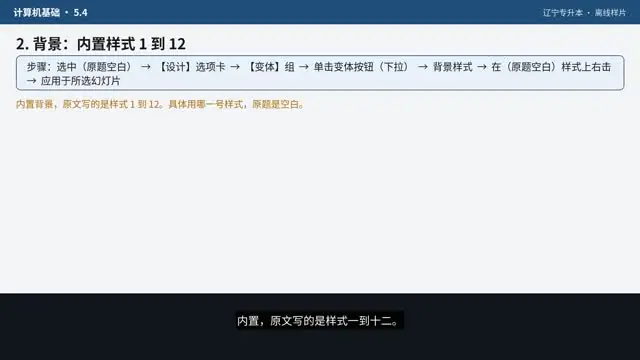 计算机基础 · 5.4
辽宁专升本 · 离线样片
2. 背景：内置样式 1 到 12
步骤：选中（原题空白） → 【设计】选项卡 → 【变体】组 → 单击变体按钮（下拉） → 背景样式 → 在（原题空白）样式上右击
→ 应用于所选幻灯片
内置背景，原文写的是样式 1 到 12。具体用哪一号样式，原题是空白。
内置，原文写的是样式一到十二。